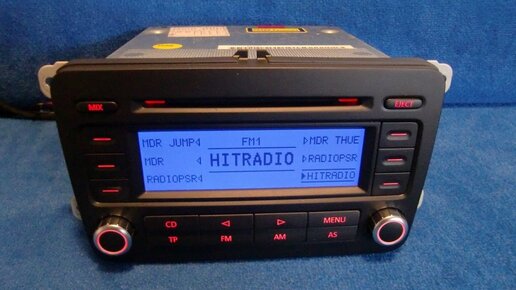 MIX
EJECT
MDR JUMP FM1 MDR THUE
MDR HITRADIO RADIOPSR
RADIOPSR HITRADIO
CD MENU
TP FM AM AS